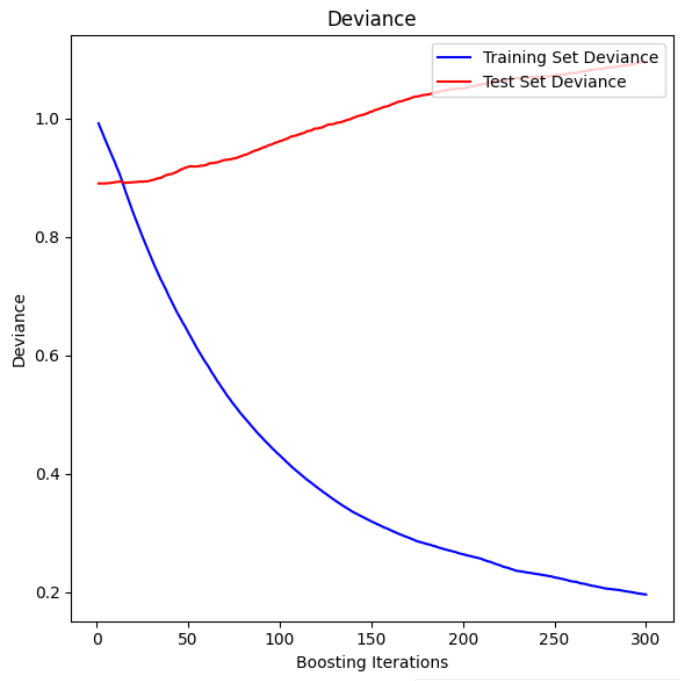 Deviance
Training Set Deviance
Test Set Deviance
1.0
0.8
0.6
0.4
0.2
Deviance
0 50 100 150 200 250 300
Boosting Iterations